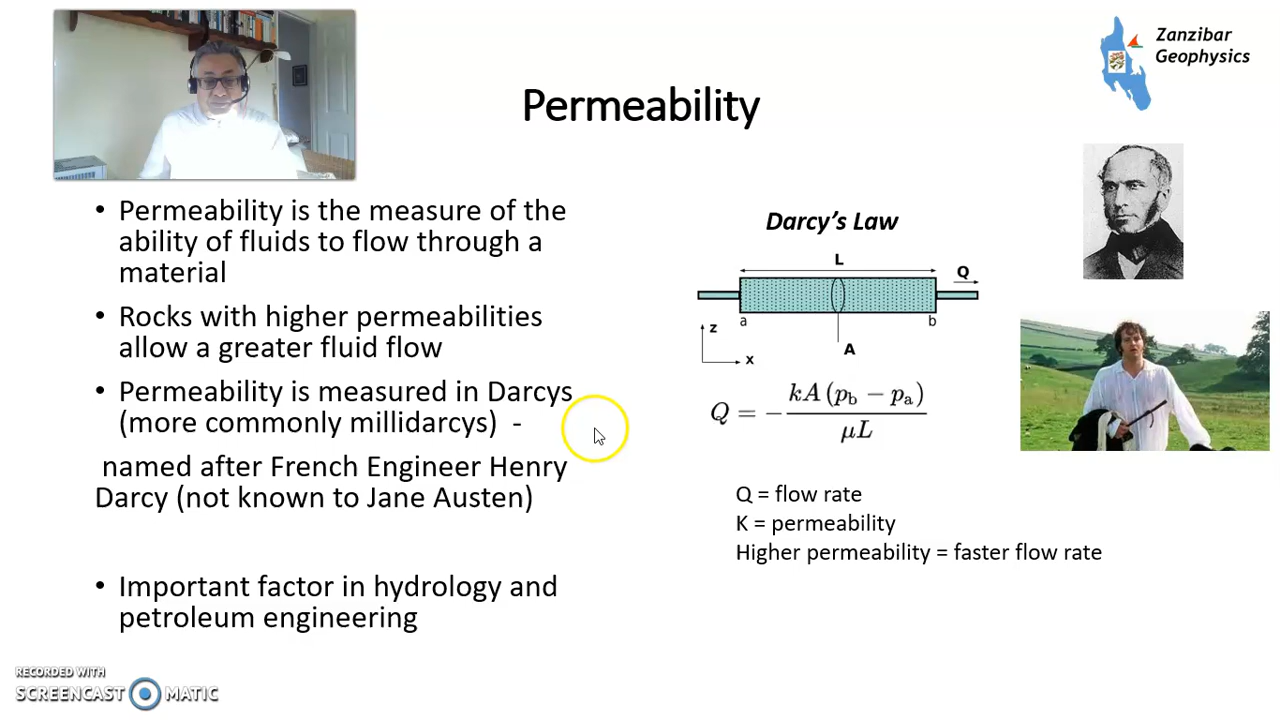 Zanzibar
Geophysics
Permeability
• Permeability is the measure of the
ability of fluids to flow through a
material
• Rocks with higher permeabilities
allow a greater fluid flow
• Permeability is measured in Darcys
(more commonly millidarcys) -
named after French Engineer Henry
Darcy (not known to Jane Austen)
• Important factor in hydrology and
petroleum engineering
Darcy's Law
L
Q
a
b
z
A
x
Q = − kA (p_b − p_a) / μL
Q = flow rate
K = permeability
Higher permeability = faster flow rate
RECORDED WITH
SCREENCAST MATIC